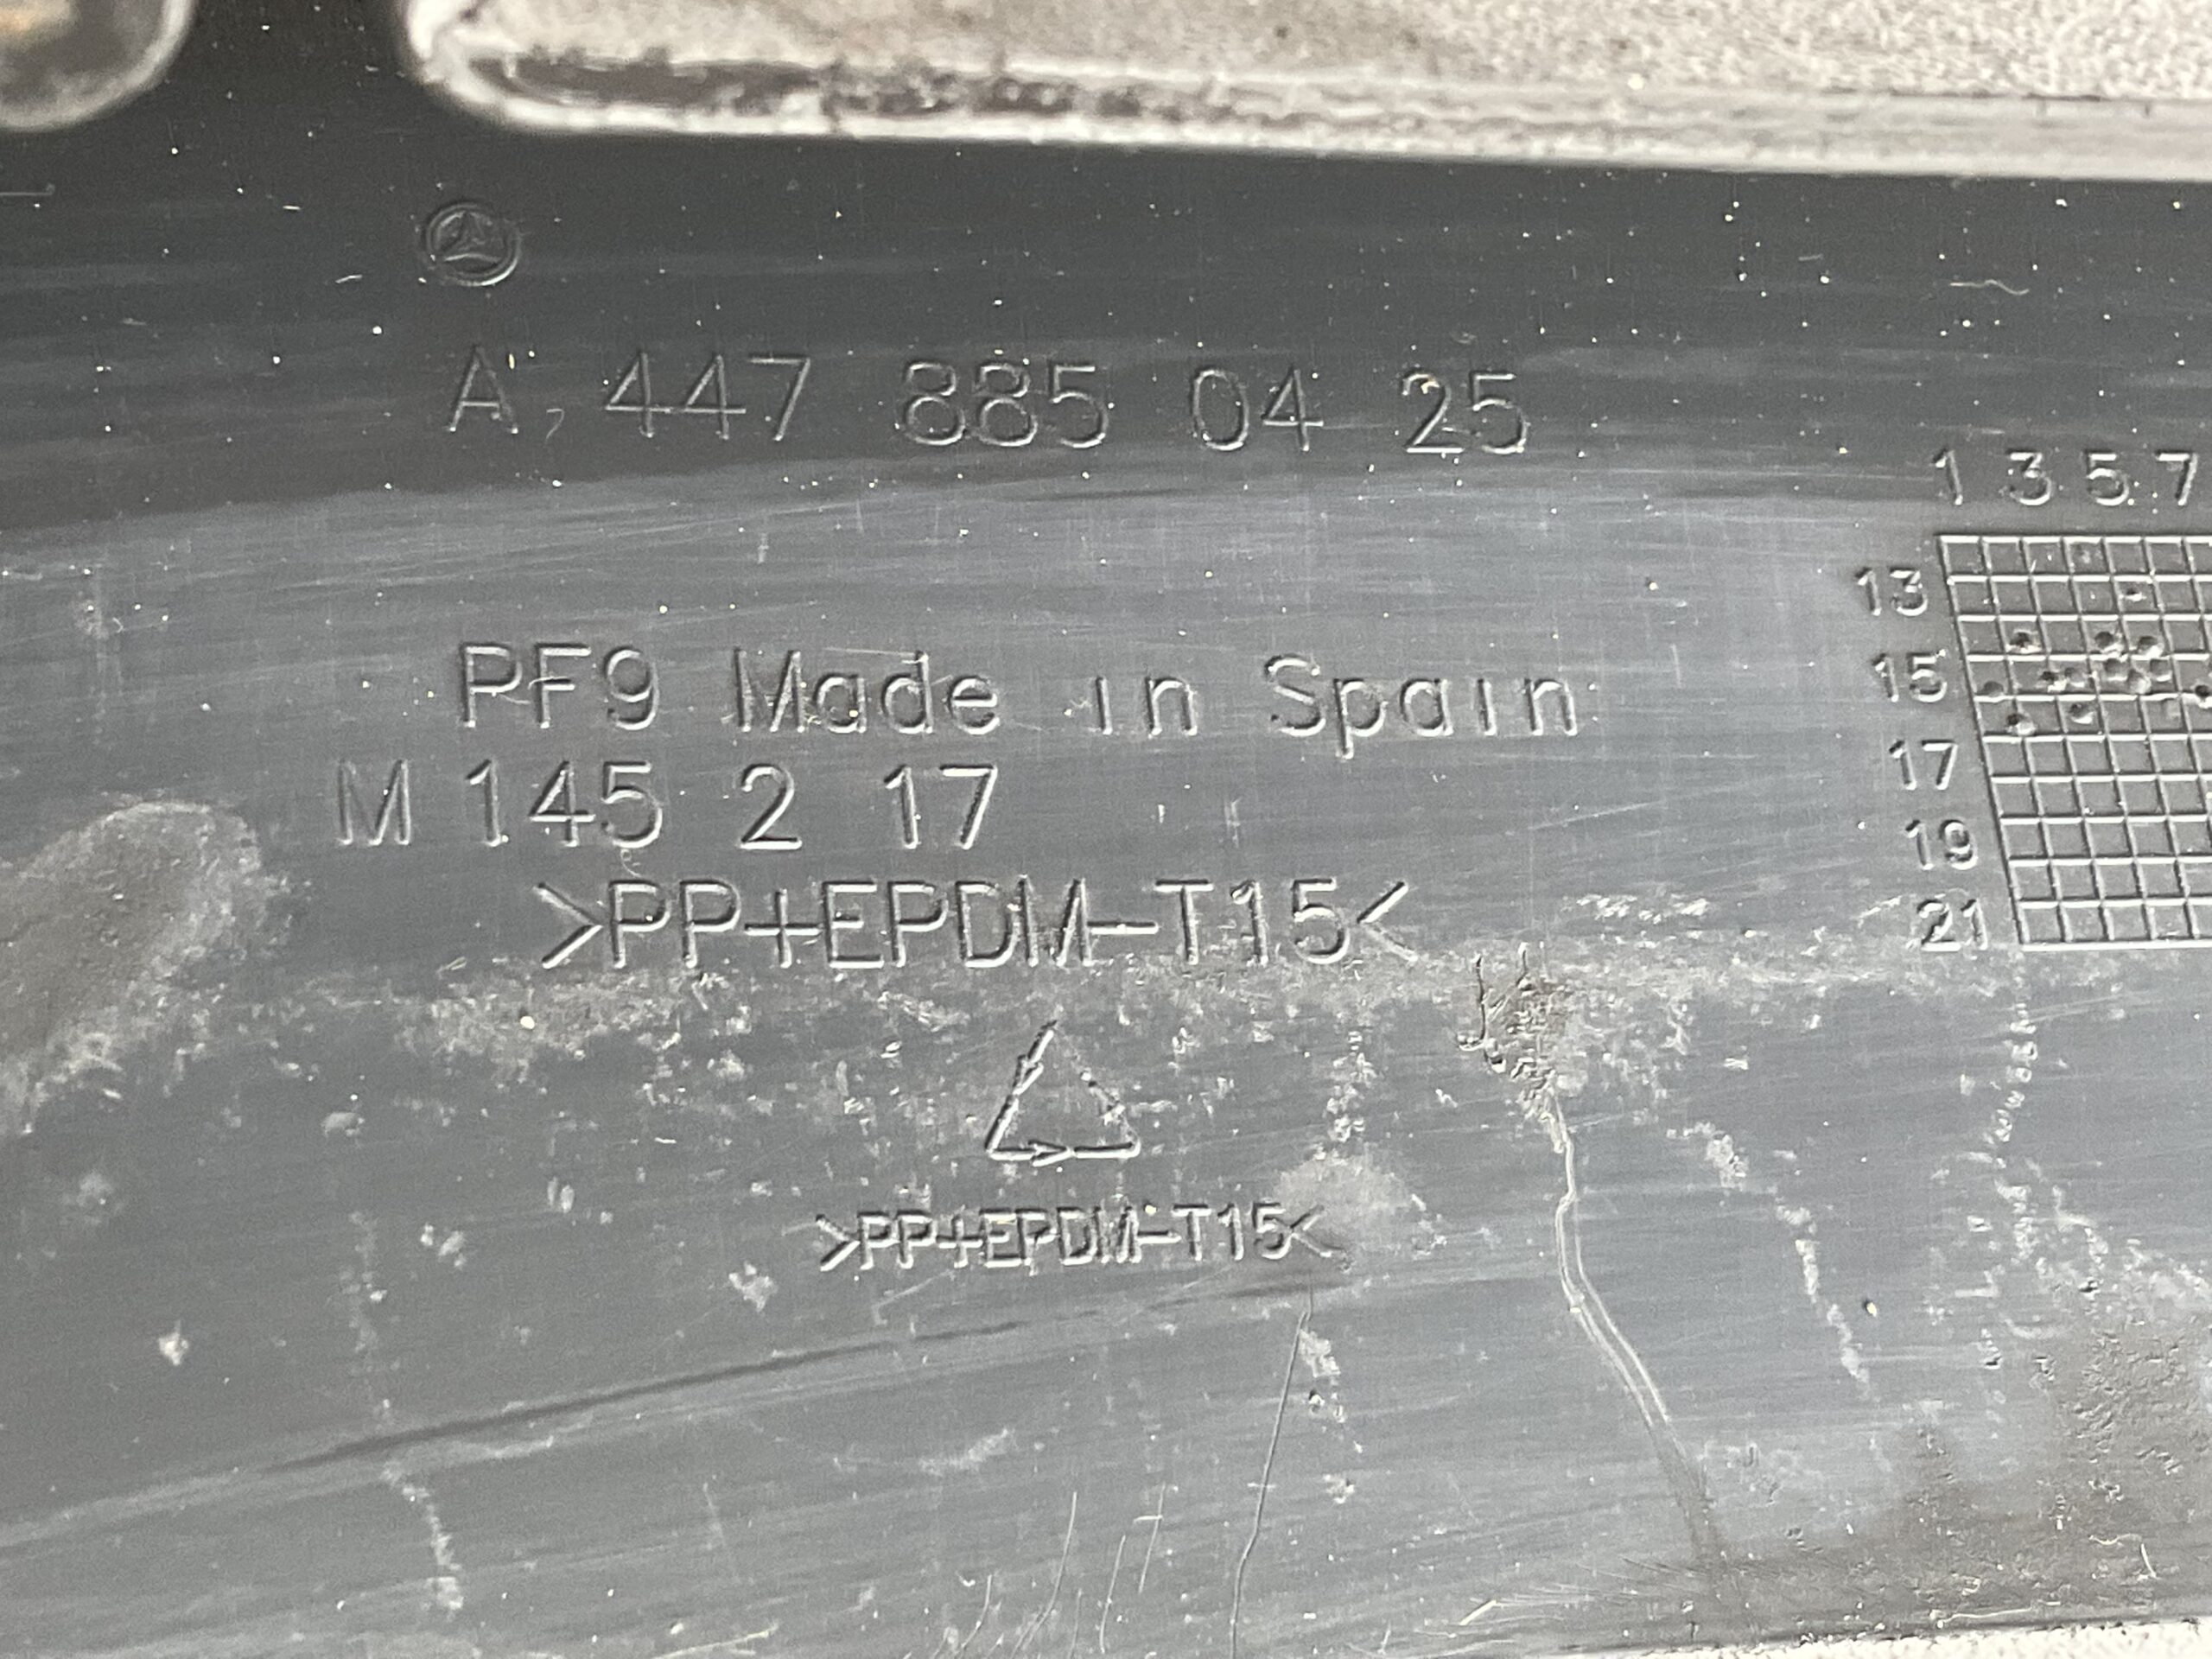 A 447 885 04 25
1 3 5 7
13
15
17
19
21
PF9 Made in Spain
M 145 2 17
>PP+EPDM-T15<
>PP+EPDM-T15<